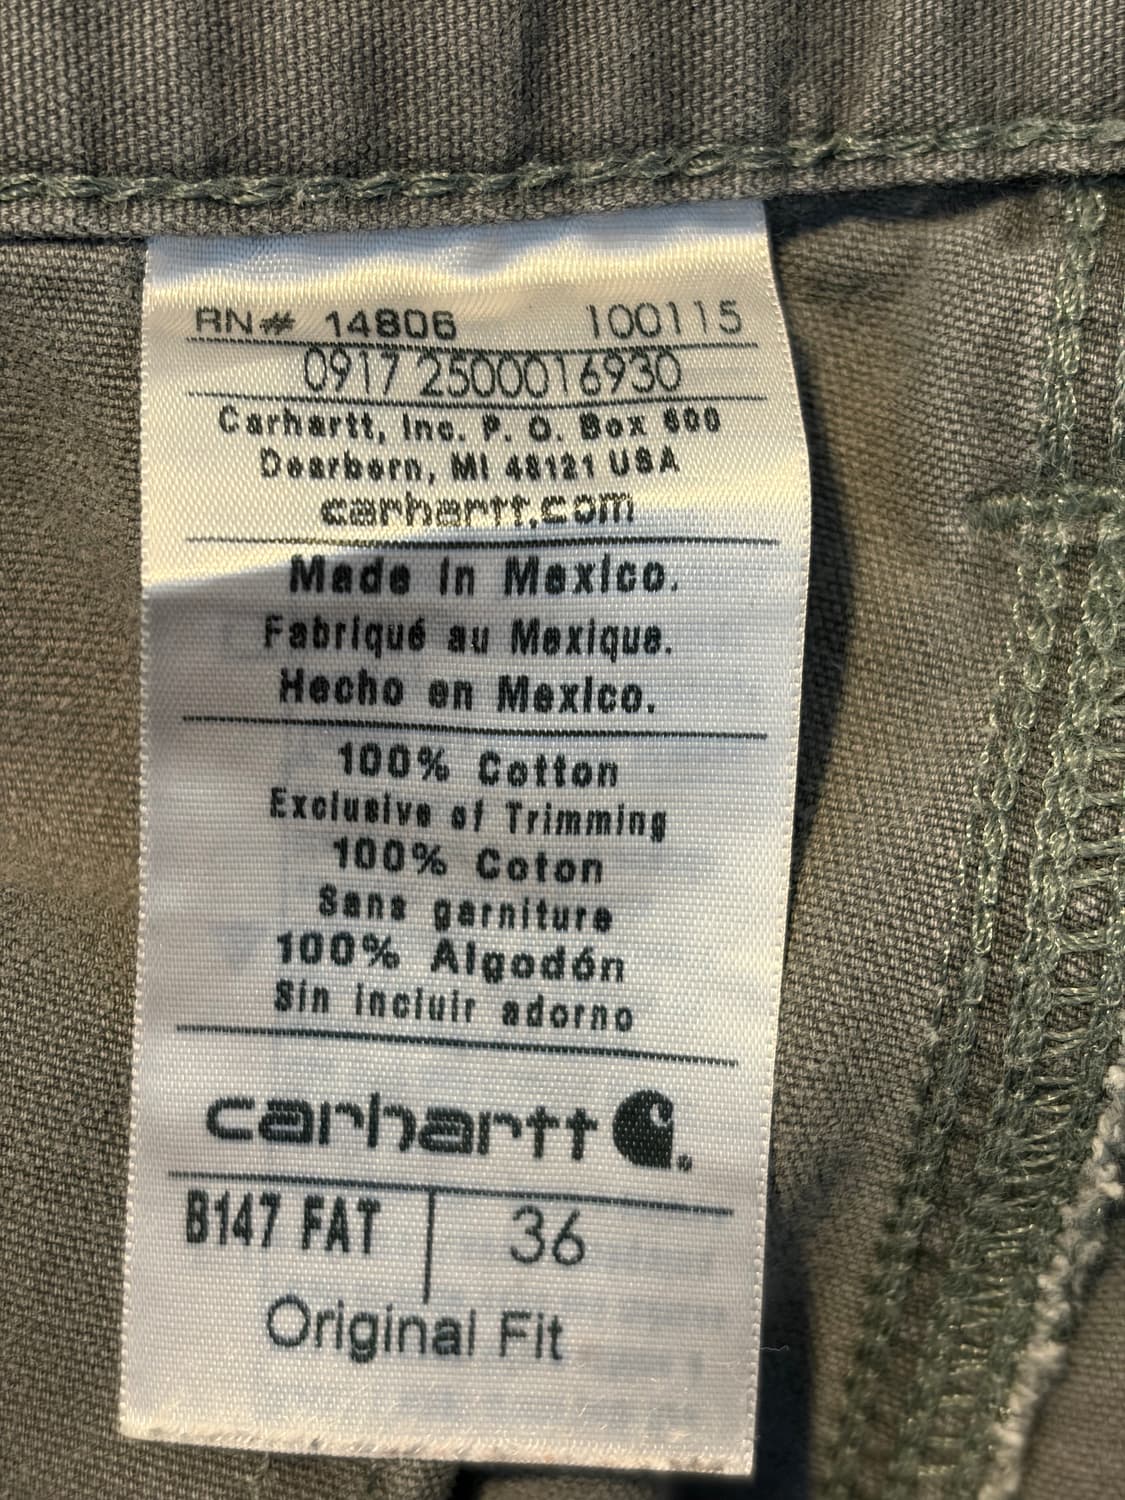 RN# 14806 100115
0917 2500016930
Carhartt, Inc. P. O. Box 600
Dearborn, MI 48121 USA
carhartt.com
Made in Mexico.
Fabriqué au Mexique.
Hecho en Mexico.
100% Cotton
Exclusive of Trimming
100% Coton
Sans garniture
100% Algodón
Sin incluir adorno
carhartt
B147 FAT 36
Original Fit